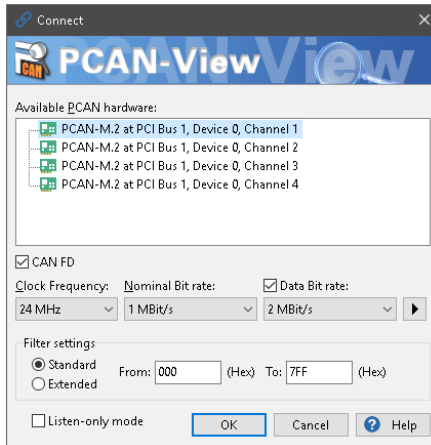 Connect
PCAN-View
Available PCAN hardware:
PCAN-M.2 at PCI Bus 1, Device 0, Channel 1
PCAN-M.2 at PCI Bus 1, Device 0, Channel 2
PCAN-M.2 at PCI Bus 1, Device 0, Channel 3
PCAN-M.2 at PCI Bus 1, Device 0, Channel 4
CAN FD
Clock Frequency: Nominal Bit rate: Data Bit rate:
24 MHz 1 MBit/s 2 MBit/s
Filter settings
Standard
From: 000 (Hex) To: 7FF (Hex)
Extended
Listen-only mode OK Cancel Help